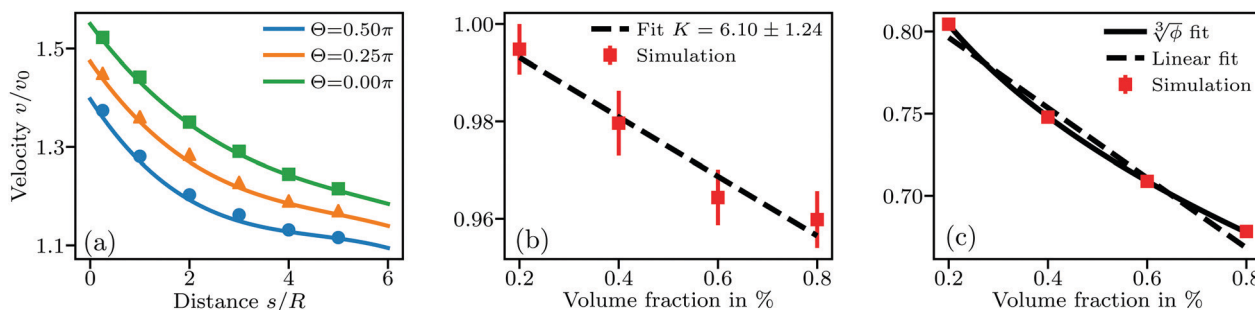 Velocity v/v₀
1.5
1.3
1.1
Θ=0.50π
Θ=0.25π
Θ=0.00π
(a)
0 2 4 6
Distance s/R
1.00
0.98
0.96
Fit K = 6.10 ± 1.24
Simulation
(b)
0.2 0.4 0.6 0.8
Volume fraction in %
0.80
0.75
0.70
∛ϕ fit
Linear fit
Simulation
(c)
0.2 0.4 0.6 0.8
Volume fraction in %